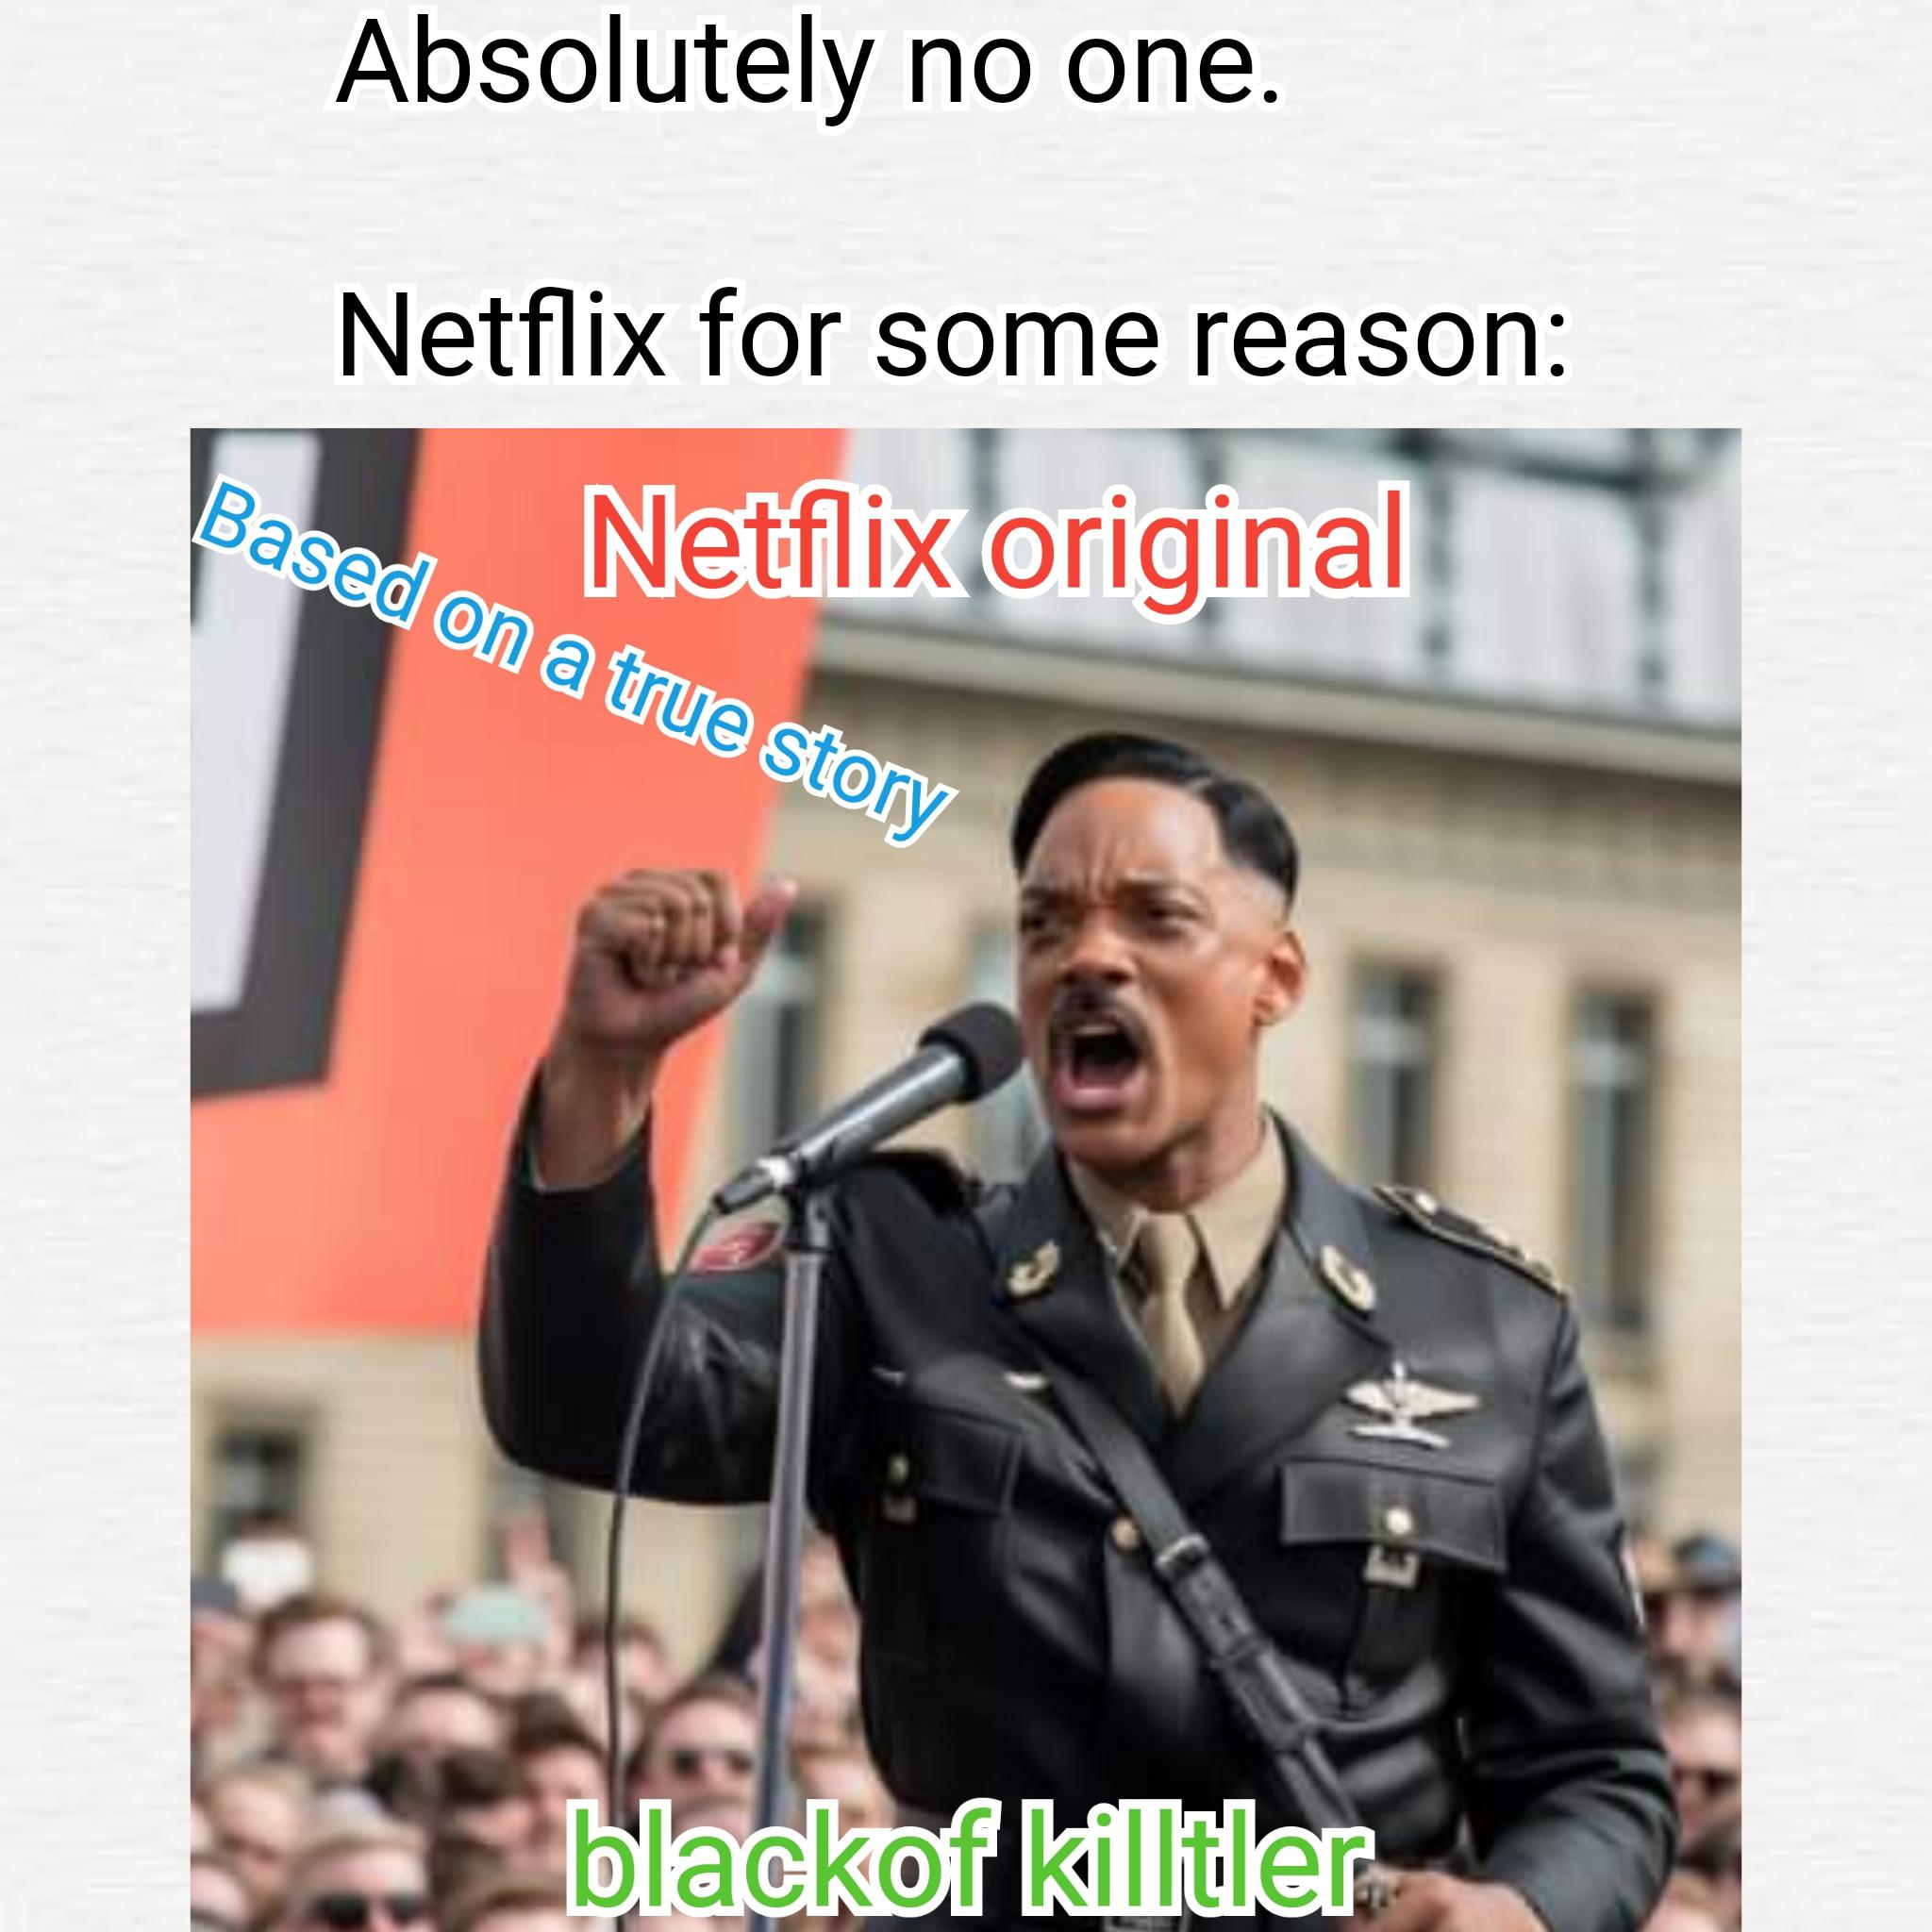 Absolutely no one.
Netflix for some reason:
Netflix original
Based on a true story
blackof killtler